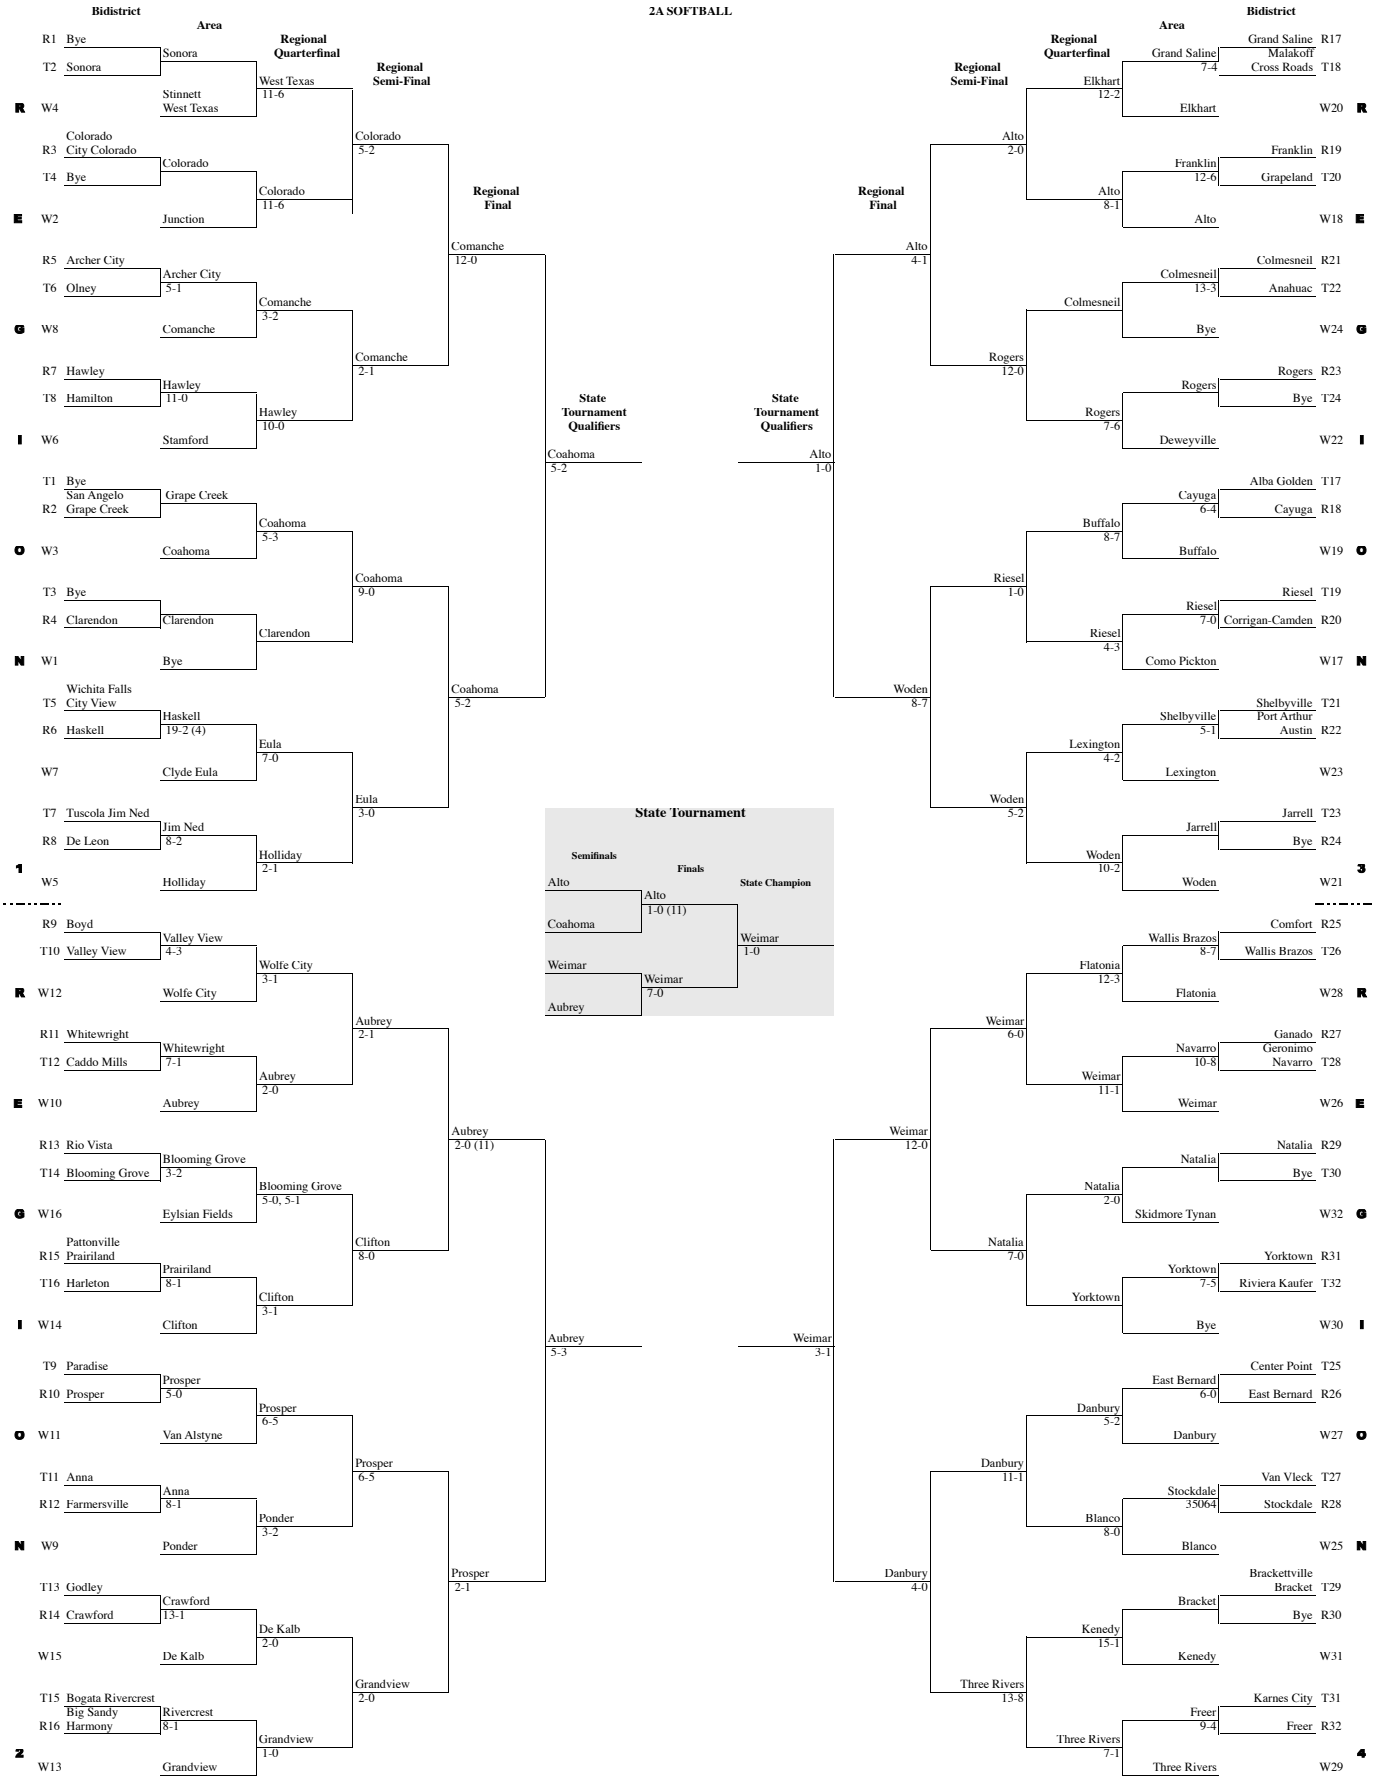 2A SOFTBALL
Bidistrict
Area
Regional
Quarterfinal
Regional
Semi-Final
Regional
Final
State
Tournament
Qualifiers
R1 Bye
Sonora
T2 Sonora
West Texas
11-6
Stinnett
R W4 West Texas
Colorado
5-2
Colorado
R3 City Colorado
Colorado
T4 Bye
Colorado
11-6
E W2 Junction
Comanche
12-0
R5 Archer City
Archer City
T6 Olney 5-1
Comanche
3-2
G W8 Comanche
Comanche
2-1
R7 Hawley
Hawley
T8 Hamilton 11-0
Hawley
10-0
I W6 Stamford
Coahoma
5-2
T1 Bye
San Angelo Grape Creek
R2 Grape Creek
Coahoma
5-3
O W3 Coahoma
Coahoma
9-0
T3 Bye
R4 Clarendon Clarendon
Clarendon
N W1 Bye
Coahoma
5-2
Wichita Falls
T5 City View
Haskell
R6 Haskell 19-2 (4)
Eula
7-0
W7 Clyde Eula
Eula
3-0
T7 Tuscola Jim Ned
Jim Ned
R8 De Leon 8-2
Holliday
2-1
1
W5 Holliday
R9 Boyd
Valley View
T10 Valley View 4-3
Wolfe City
3-1
R W12 Wolfe City
Aubrey
2-1
R11 Whitewright
Whitewright
T12 Caddo Mills 7-1
Aubrey
2-0
E W10 Aubrey
Aubrey
2-0 (11)
R13 Rio Vista
Blooming Grove
T14 Blooming Grove 3-2
Blooming Grove
5-0, 5-1
G W16 Eylsian Fields
Pattonville
Clifton
8-0
R15 Prairiland
Prairiland
T16 Harleton 8-1
Clifton
3-1
I W14 Clifton
Aubrey
5-3
T9 Paradise
Prosper
R10 Prosper 5-0
Prosper
6-5
O W11 Van Alstyne
Prosper
6-5
T11 Anna
Anna
R12 Farmersville 8-1
Ponder
3-2
N W9 Ponder
Prosper
2-1
T13 Godley
Crawford
R14 Crawford 13-1
De Kalb
2-0
W15 De Kalb
Grandview
2-0
T15 Bogata Rivercrest
Big Sandy Rivercrest
R16 Harmony 8-1
Grandview
1-0
2
W13 Grandview
State Tournament
Semifinals
Finals
State Champion
Alto
Alto
1-0 (11)
Coahoma
Weimar
1-0
Weimar
Weimar
7-0
Aubrey
Bidistrict
Area
Regional
Quarterfinal
Regional
Semi-Final
Regional
Final
State
Tournament
Qualifiers
Grand Saline R17
Grand Saline Malakoff
7-4 Cross Roads T18
Elkhart
12-2
Elkhart W20 R
Alto
2-0
Franklin R19
Franklin
12-6 Grapeland T20
Alto
8-1
Alto W18 E
Alto
4-1
Colmesneil R21
Colmesneil
13-3 Anahuac T22
Colmesneil
Bye W24 G
Rogers
12-0
Rogers R23
Rogers
Bye T24
Rogers
7-6
Deweyville W22 I
Alto
1-0
Alba Golden T17
Cayuga
6-4 Cayuga R18
Buffalo
8-7
Buffalo W19 O
Riesel
1-0
Riesel T19
Riesel
7-0 Corrigan-Camden R20
Riesel
4-3
Como Pickton W17 N
Woden
8-7
Shelbyville T21
Shelbyville Port Arthur
5-1 Austin R22
Lexington
4-2
Lexington W23
Woden
5-2
Jarrell T23
Jarrell
Bye R24
Woden
10-2
3
Woden W21
Comfort R25
Wallis Brazos
8-7 Wallis Brazos T26
Flatonia
12-3
Flatonia W28 R
Weimar
6-0
Ganado R27
Navarro Geronimo
10-8 Navarro T28
Weimar
11-1
Weimar W26 E
Weimar
12-0
Natalia R29
Natalia
Bye T30
Natalia
2-0
Skidmore Tynan W32 G
Natalia
7-0
Yorktown R31
Yorktown
7-5 Riviera Kaufer T32
Yorktown
Bye W30 I
Weimar
3-1
Center Point T25
East Bernard
6-0 East Bernard R26
Danbury
5-2
Danbury W27 O
Danbury
11-1
Van Vleck T27
Stockdale
35064 Stockdale R28
Blanco
8-0
Blanco W25 N
Danbury
4-0
Brackettville
Bracket T29
Bracket
Bye R30
Kenedy
15-1
Kenedy W31
Three Rivers
13-8
Karnes City T31
Freer
9-4 Freer R32
Three Rivers
7-1
4
Three Rivers W29